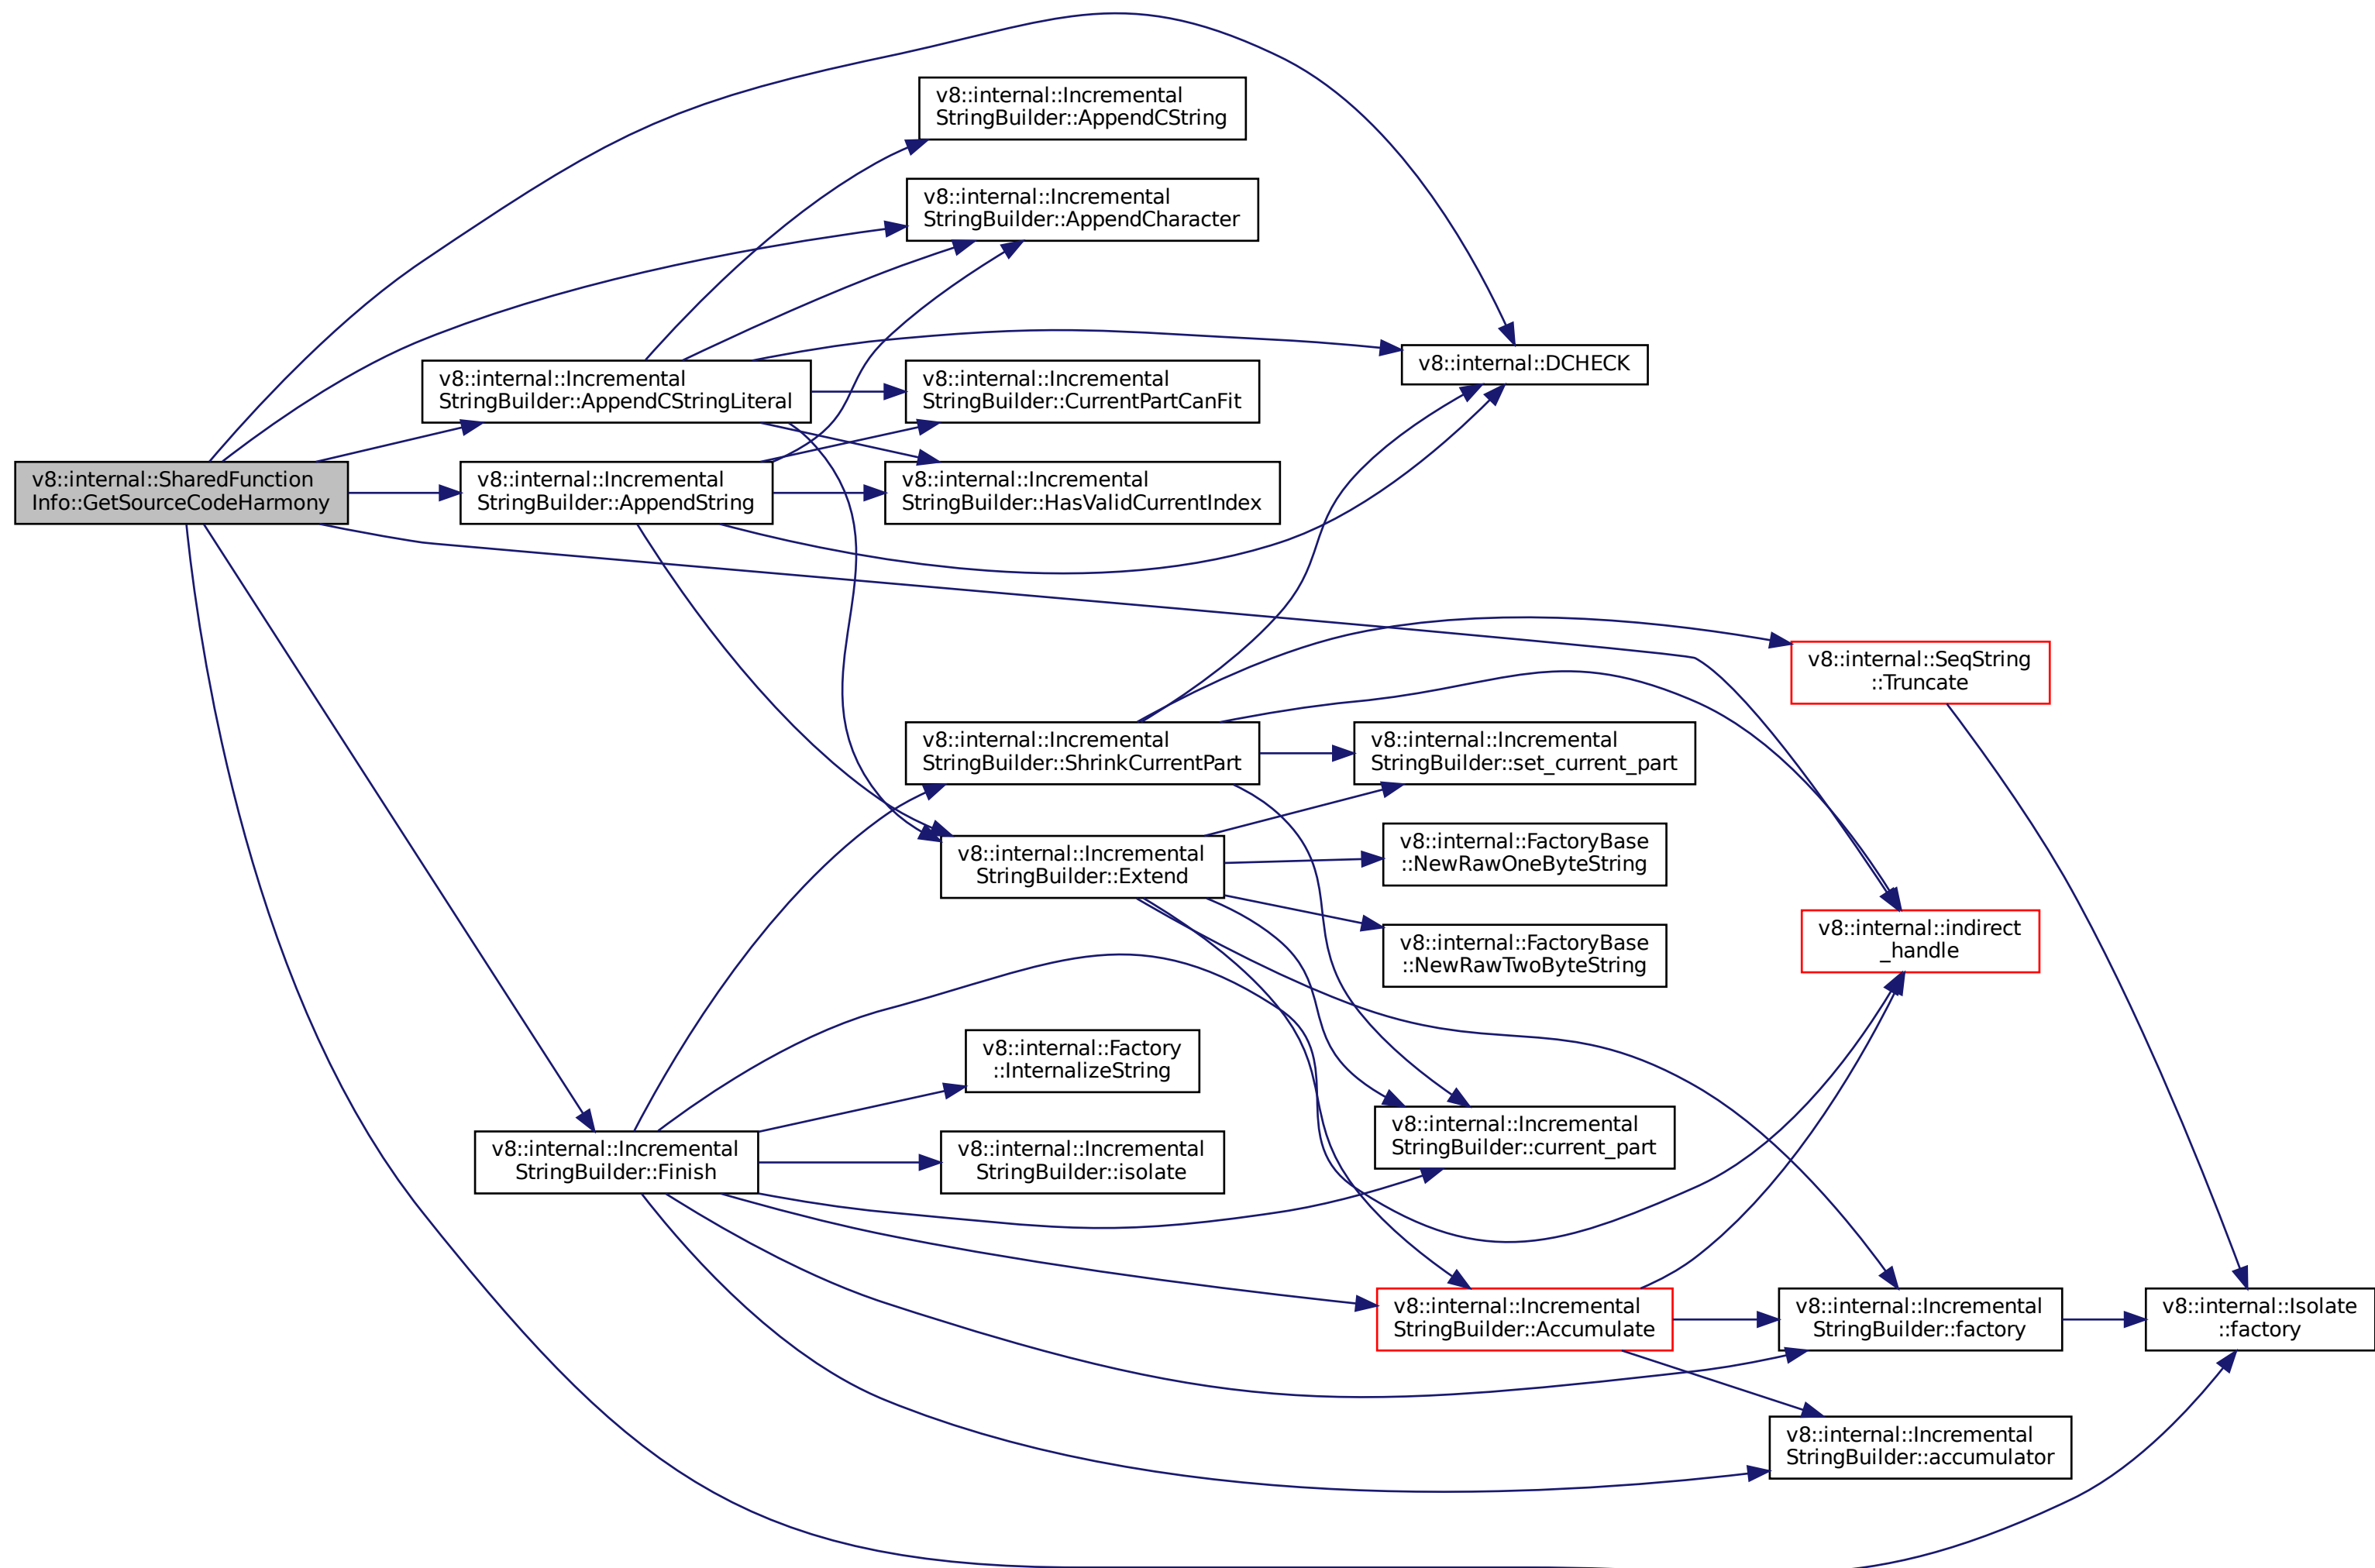 v8::internal::Incremental
StringBuilder::AppendCString
v8::internal::Incremental
StringBuilder::AppendCharacter
v8::internal::DCHECK
v8::internal::Incremental
StringBuilder::AppendCStringLiteral
v8::internal::Incremental
StringBuilder::CurrentPartCanFit
v8::internal::SharedFunction
Info::GetSourceCodeHarmony
v8::internal::Incremental
StringBuilder::AppendString
v8::internal::Incremental
StringBuilder::HasValidCurrentIndex
v8::internal::SeqString
::Truncate
v8::internal::Incremental
StringBuilder::ShrinkCurrentPart
v8::internal::Incremental
StringBuilder::set_current_part
v8::internal::Incremental
StringBuilder::Extend
v8::internal::FactoryBase
::NewRawOneByteString
v8::internal::FactoryBase
::NewRawTwoByteString
v8::internal::indirect
_handle
v8::internal::Factory
::InternalizeString
v8::internal::Incremental
StringBuilder::current_part
v8::internal::Incremental
StringBuilder::Finish
v8::internal::Incremental
StringBuilder::isolate
v8::internal::Incremental
StringBuilder::Accumulate
v8::internal::Incremental
StringBuilder::factory
v8::internal::Isolate
::factory
v8::internal::Incremental
StringBuilder::accumulator